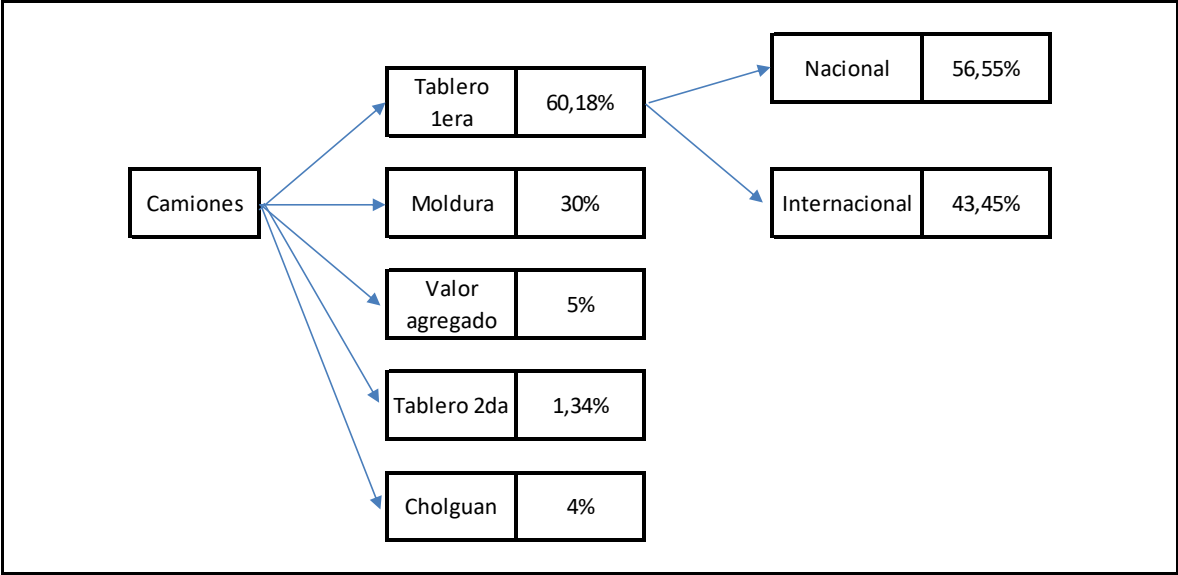 Camiones
Tablero
1era
60,18%
Nacional
56,55%
Internacional
43,45%
Moldura
30%
Valor
agregado
5%
Tablero 2da
1,34%
Cholguan
4%